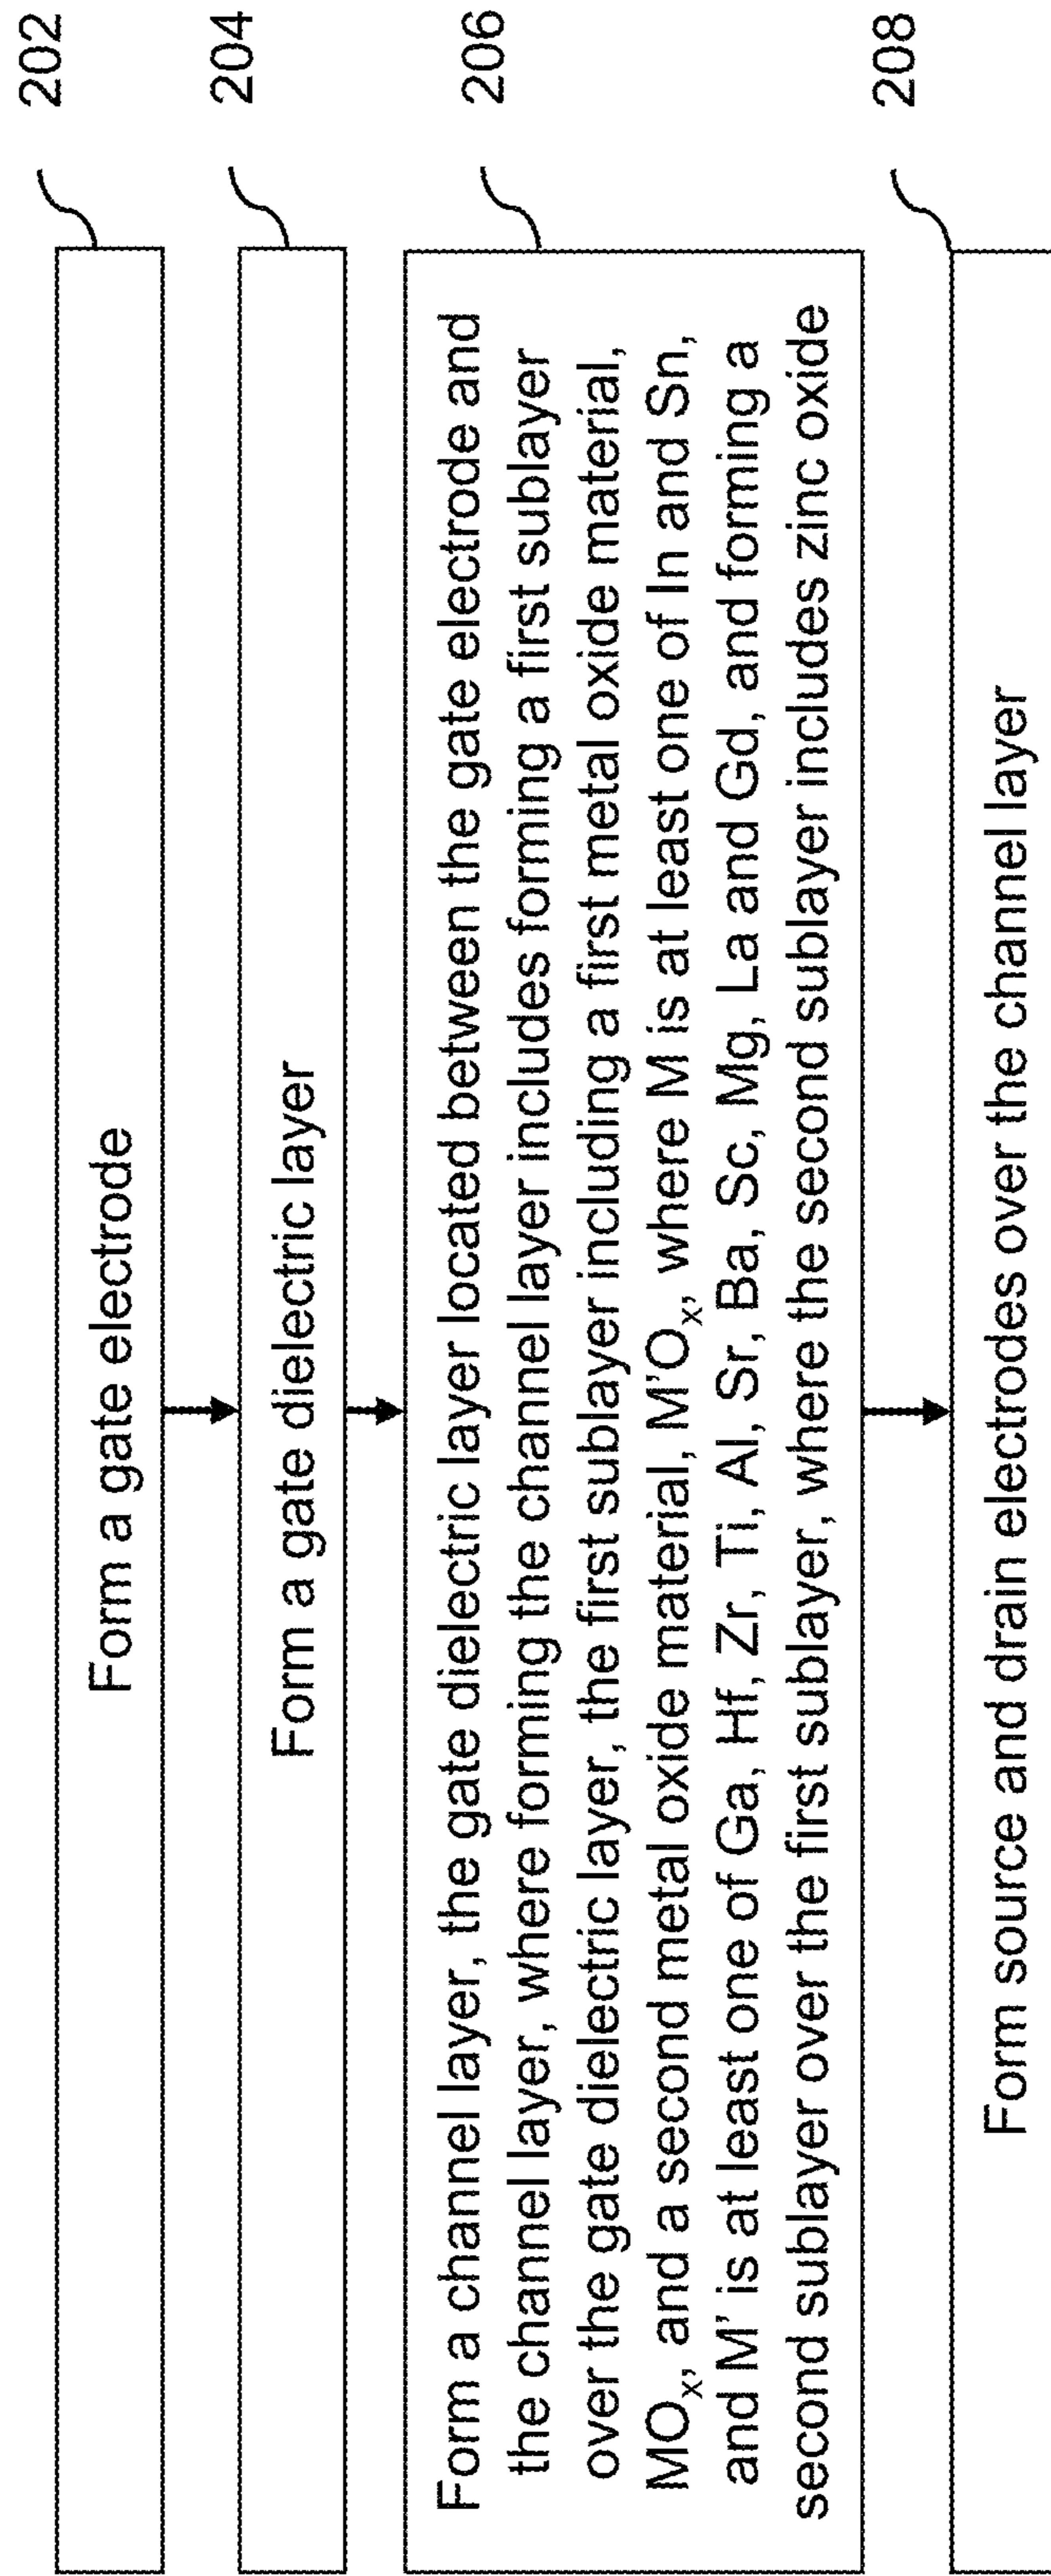 Form a gate electrode
202
Form a gate dielectric layer
204
Form a channel layer, the gate dielectric layer located between the gate electrode and
the channel layer, where forming the channel layer includes forming a first sublayer
over the gate dielectric layer, the first sublayer including a first metal oxide material,
MOₓ, and a second metal oxide material, M'Oₓ, where M is at least one of In and Sn,
and M' is at least one of Ga, Hf, Zr, Ti, Al, Sr, Ba, Sc, Mg, La and Gd, and forming a
second sublayer over the first sublayer, where the second sublayer includes zinc oxide
206
Form source and drain electrodes over the channel layer
208